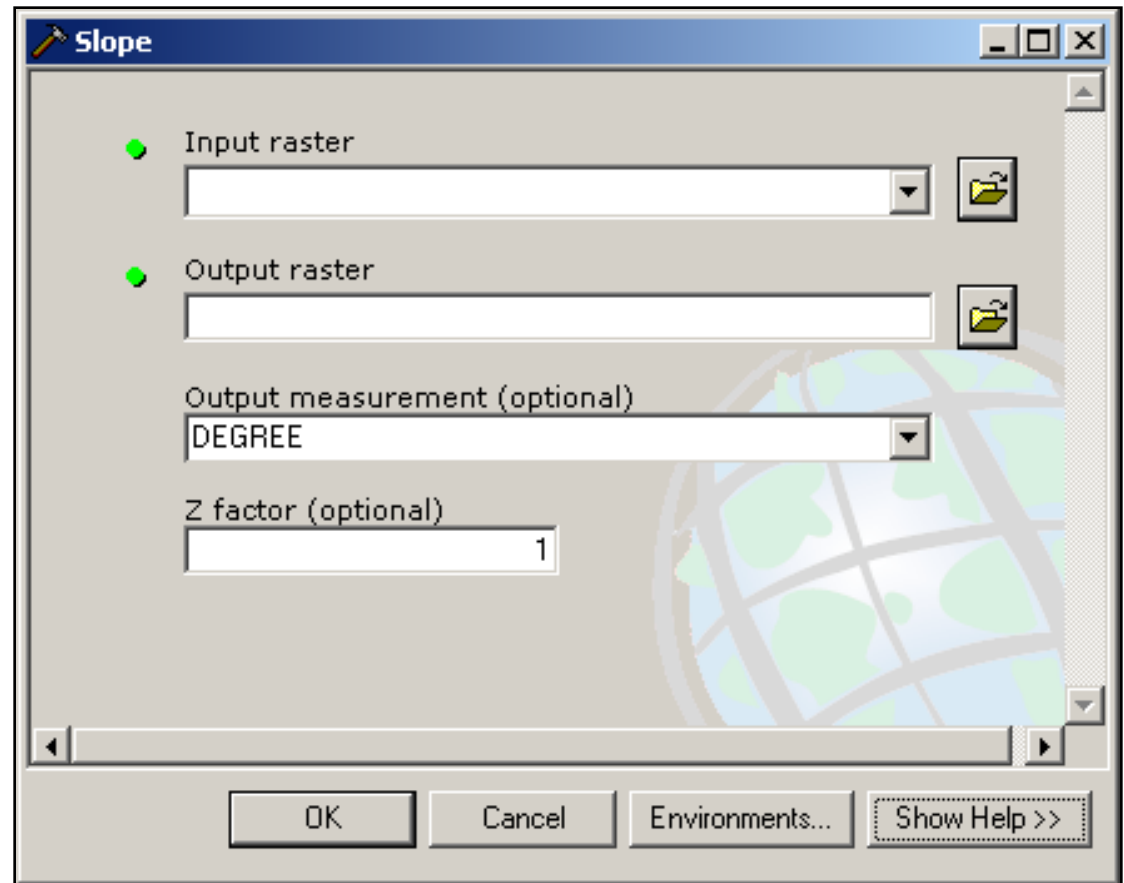 Slope
Input raster
Output raster
Output measurement (optional)
DEGREE
Z factor (optional)
1
OK Cancel Environments... Show Help >>